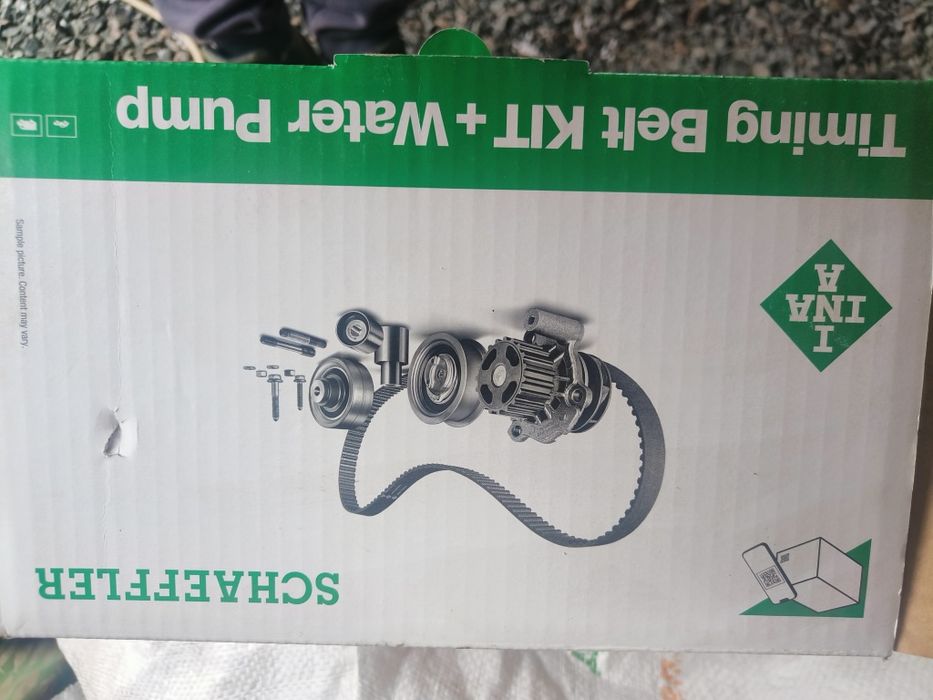 Timing Belt KIT + Water Pump
Sample picture. Content may vary.
I
INA
A
SCHAEFFLER